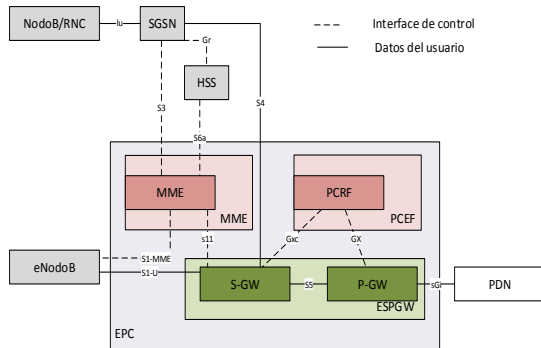 NodoB/RNC
Iu
SGSN
Interface de control
Gr
Datos del usuario
HSS
S3
S4
S6a
MME
PCRF
MME
PCEF
S1-MME
s11
Gxc
GX
eNodoB
S1-U
S-GW
S5
P-GW
sGi
PDN
ESPGW
EPC